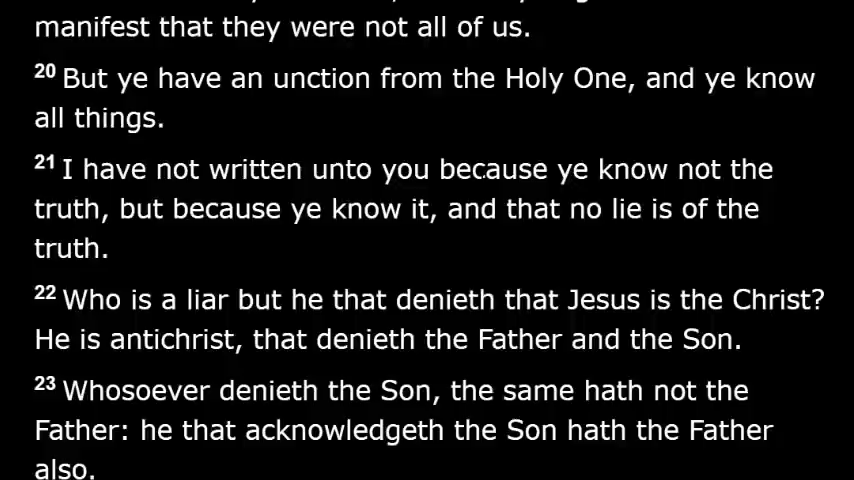 manifest that they were not all of us.
20 But ye have an unction from the Holy One, and ye know
all things.
21 I have not written unto you because ye know not the
truth, but because ye know it, and that no lie is of the
truth.
22 Who is a liar but he that denieth that Jesus is the Christ?
He is antichrist, that denieth the Father and the Son.
23 Whosoever denieth the Son, the same hath not the
Father: he that acknowledgeth the Son hath the Father
also.